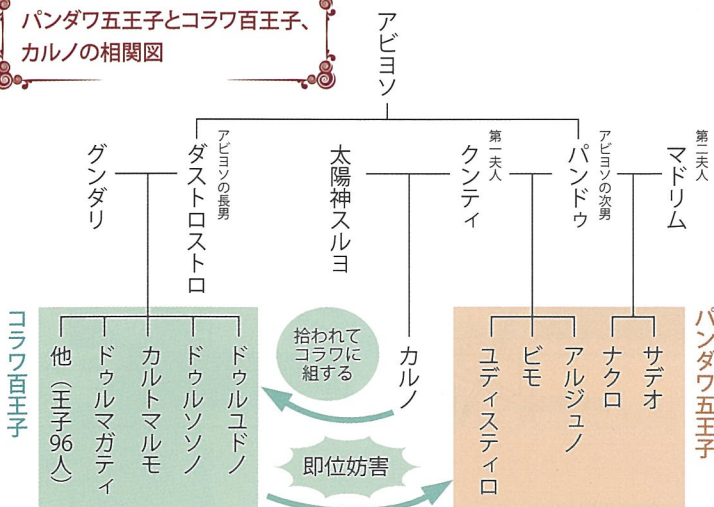 パンダワ五王子とコラワ百王子、
カルノの相関図
アビヨソ
第二夫人
マドリム
アビヨソの次男
パンドゥ
第一夫人
クンティ
太陽神スルヨ
アビヨソの長男
ダストロストロ
グンダリ
パンダワ五王子
サデオ
ナクロ
アルジュノ
ビモ
ユディスティロ
カルノ
拾われて
コラワに
組する
即位妨害
ドゥルユドノ
ドゥルソソノ
カルトマルモ
ドゥルマガティ
他（王子96人）
コラワ百王子